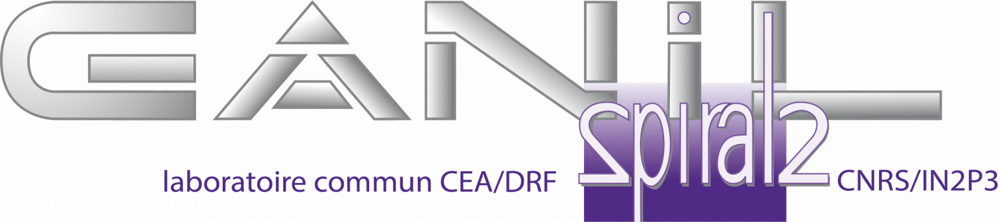 GANiL
Spiral2
laboratoire commun CEA/DRF CNRS/IN2P3